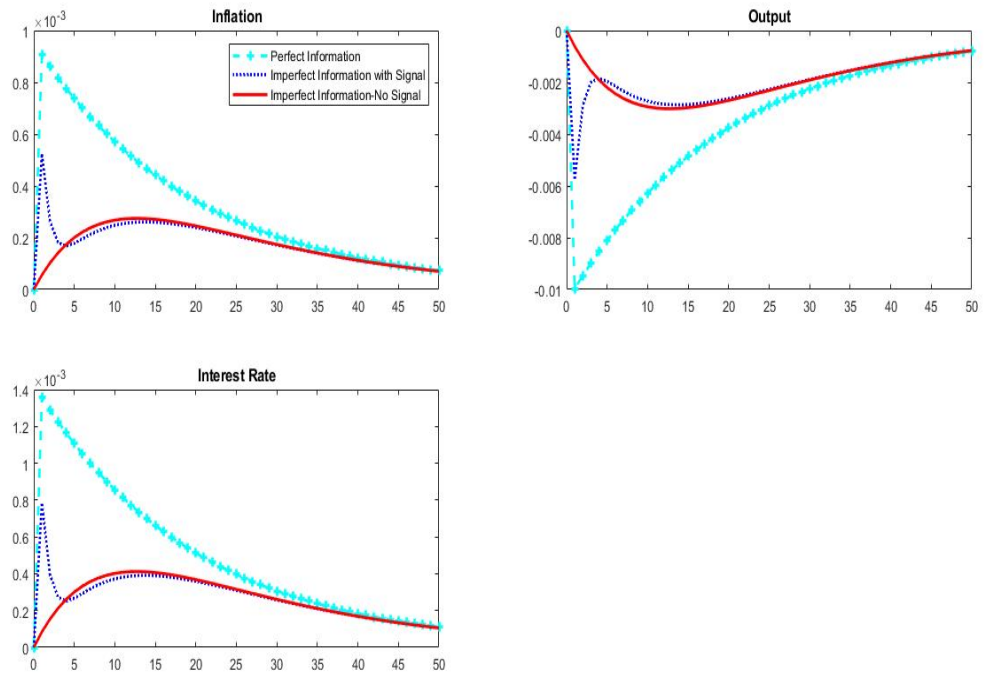 Inflation
×10⁻³
1
0.8
0.6
0.4
0.2
0
0 5 10 15 20 25 30 35 40 45 50
Perfect Information
Imperfect Information with Signal
Imperfect Information-No Signal
Output
0
-0.002
-0.004
-0.006
-0.008
-0.01
0 5 10 15 20 25 30 35 40 45 50
Interest Rate
×10⁻³
1.4
1.2
1
0.8
0.6
0.4
0.2
0
0 5 10 15 20 25 30 35 40 45 50